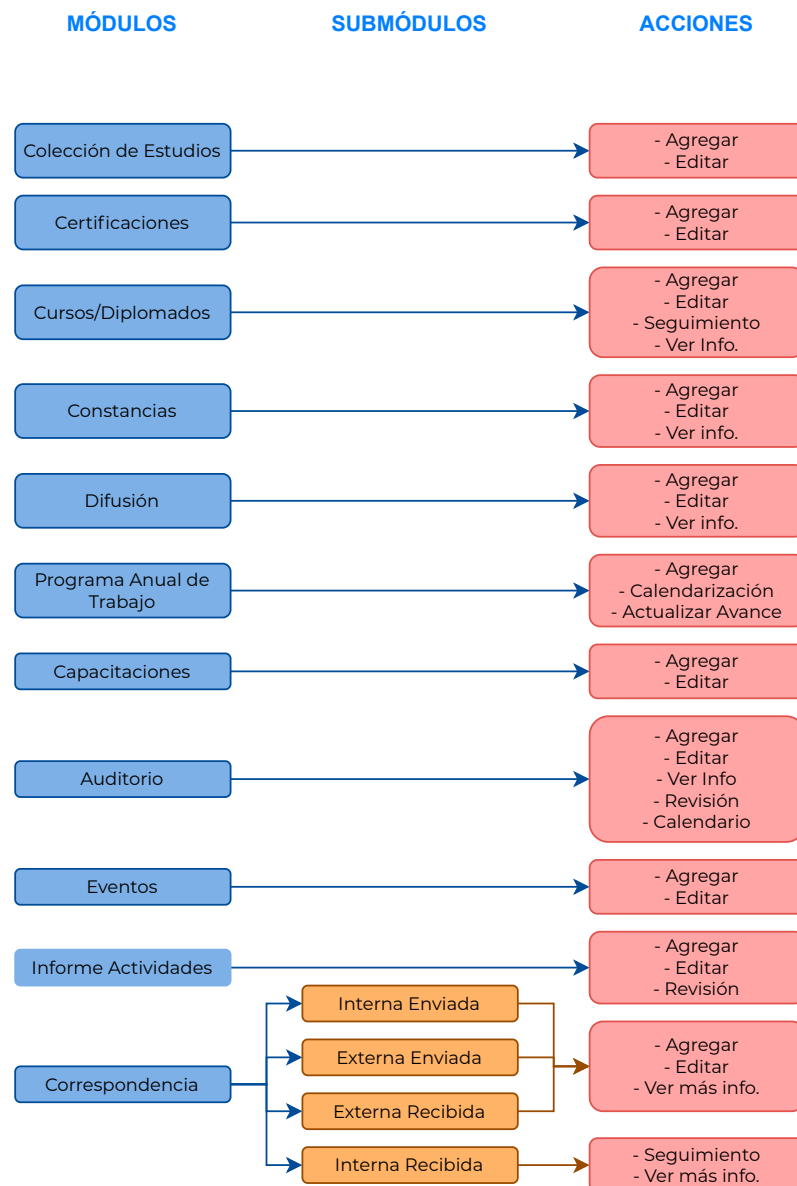 MÓDULOS
SUBMÓDULOS
ACCIONES
Colección de Estudios
- Agregar
- Editar
Certificaciones
- Agregar
- Editar
Cursos/Diplomados
- Agregar
- Editar
- Seguimiento
- Ver Info.
Constancias
- Agregar
- Editar
- Ver info.
Difusión
- Agregar
- Editar
- Ver info.
Programa Anual de
Trabajo
- Agregar
- Calendarización
- Actualizar Avance
Capacitaciones
- Agregar
- Editar
Auditorio
- Agregar
- Editar
- Ver Info
- Revisión
- Calendario
Eventos
- Agregar
- Editar
Informe Actividades
- Agregar
- Editar
- Revisión
Correspondencia
Interna Enviada
Externa Enviada
Externa Recibida
- Agregar
- Editar
- Ver más info.
Interna Recibida
- Seguimiento
- Ver más info.